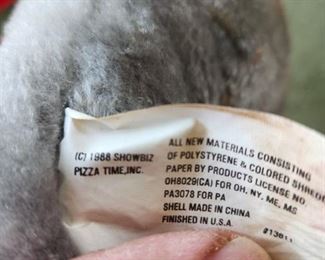 (C) 1988 SHOWBIZ
PIZZA TIME, INC.
ALL NEW MATERIALS CONSISTING
OF POLYSTYRENE & COLORED SHREDED
PAPER BY PRODUCTS LICENSE NO.
OH8029(CA) FOR OH, NY, ME, MS
PA3078 FOR PA
SHELL MADE IN CHINA
FINISHED IN U.S.A.